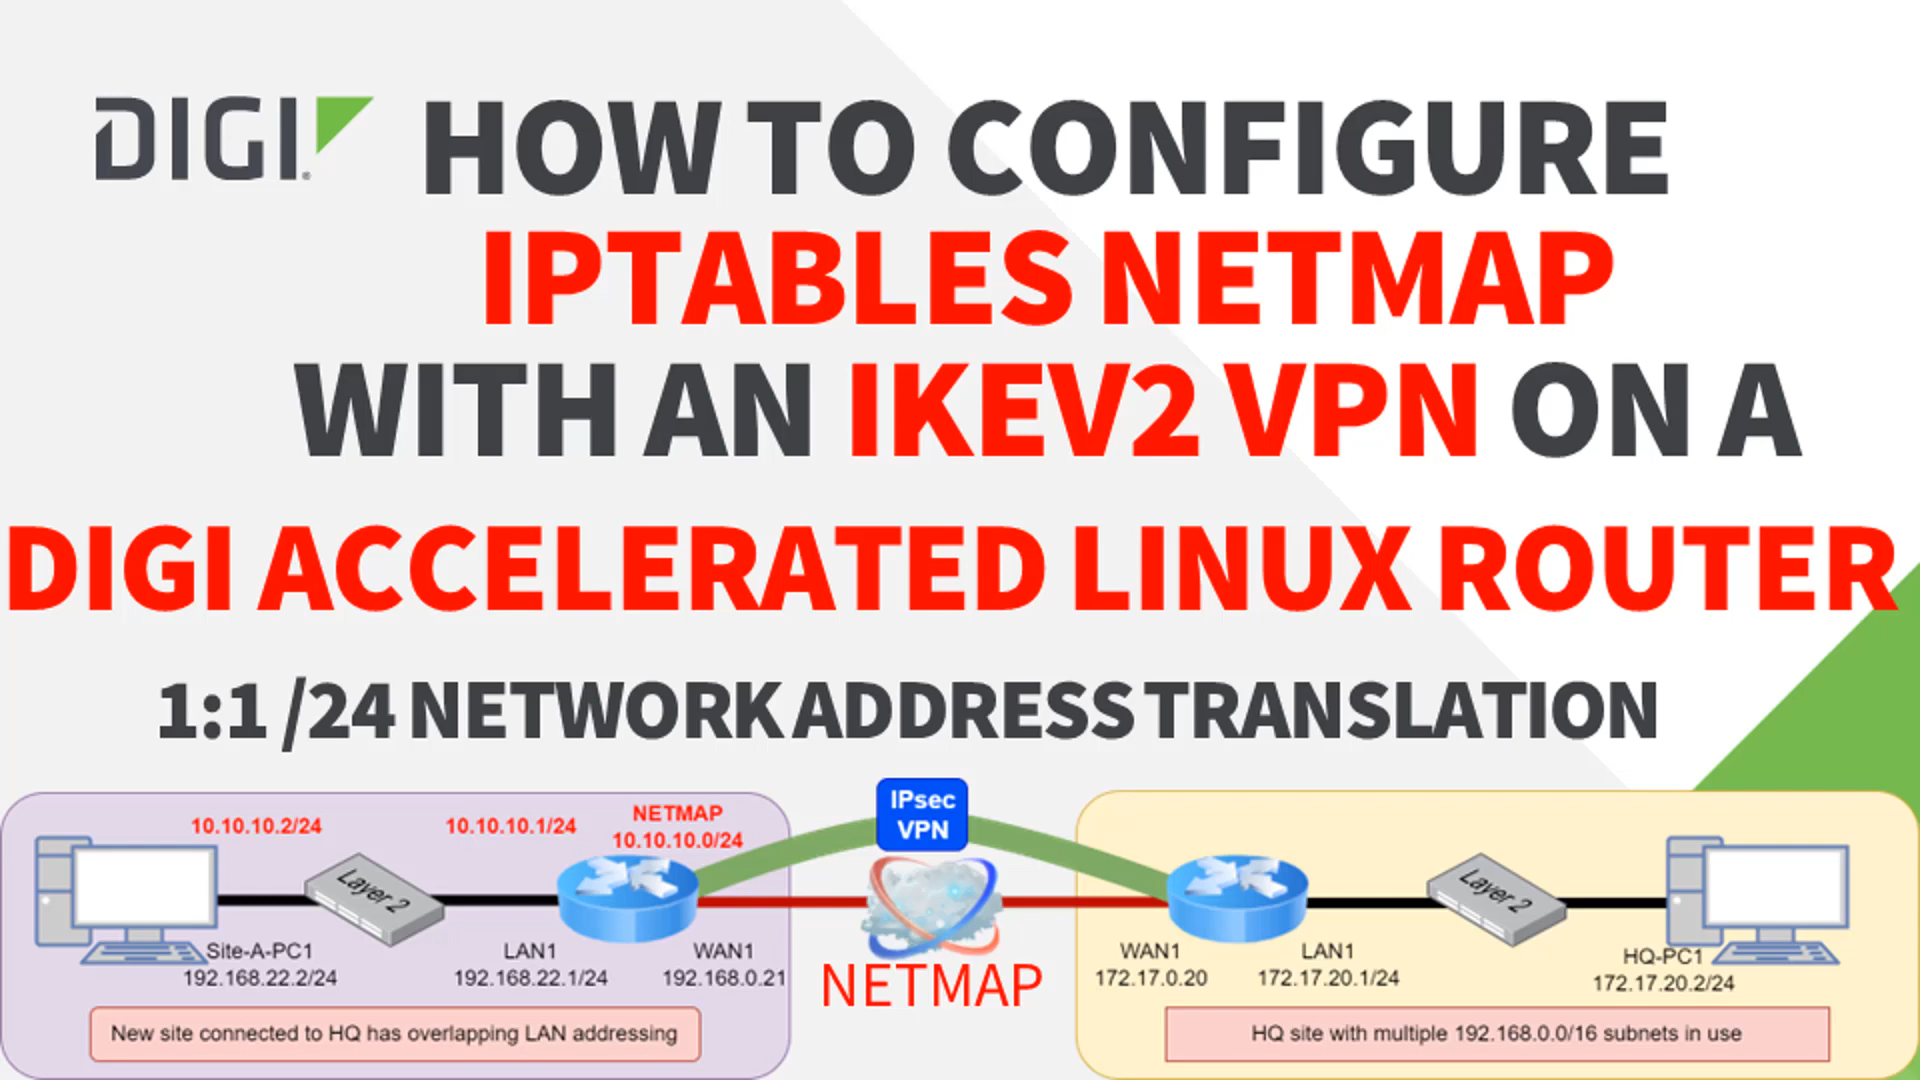 DIGI
HOW TO CONFIGURE
IPTABLES NETMAP
WITH AN IKEV2 VPN ON A
DIGI ACCELERATED LINUX ROUTER
1:1 /24 NETWORK ADDRESS TRANSLATION
10.10.10.2/24
10.10.10.1/24
NETMAP
10.10.10.0/24
IPsec
VPN
Layer 2
Layer 2
Site-A-PC1
192.168.22.2/24
LAN1
192.168.22.1/24
WAN1
192.168.0.21
NETMAP
WAN1
172.17.0.20
LAN1
172.17.20.1/24
HQ-PC1
172.17.20.2/24
New site connected to HQ has overlapping LAN addressing
HQ site with multiple 192.168.0.0/16 subnets in use